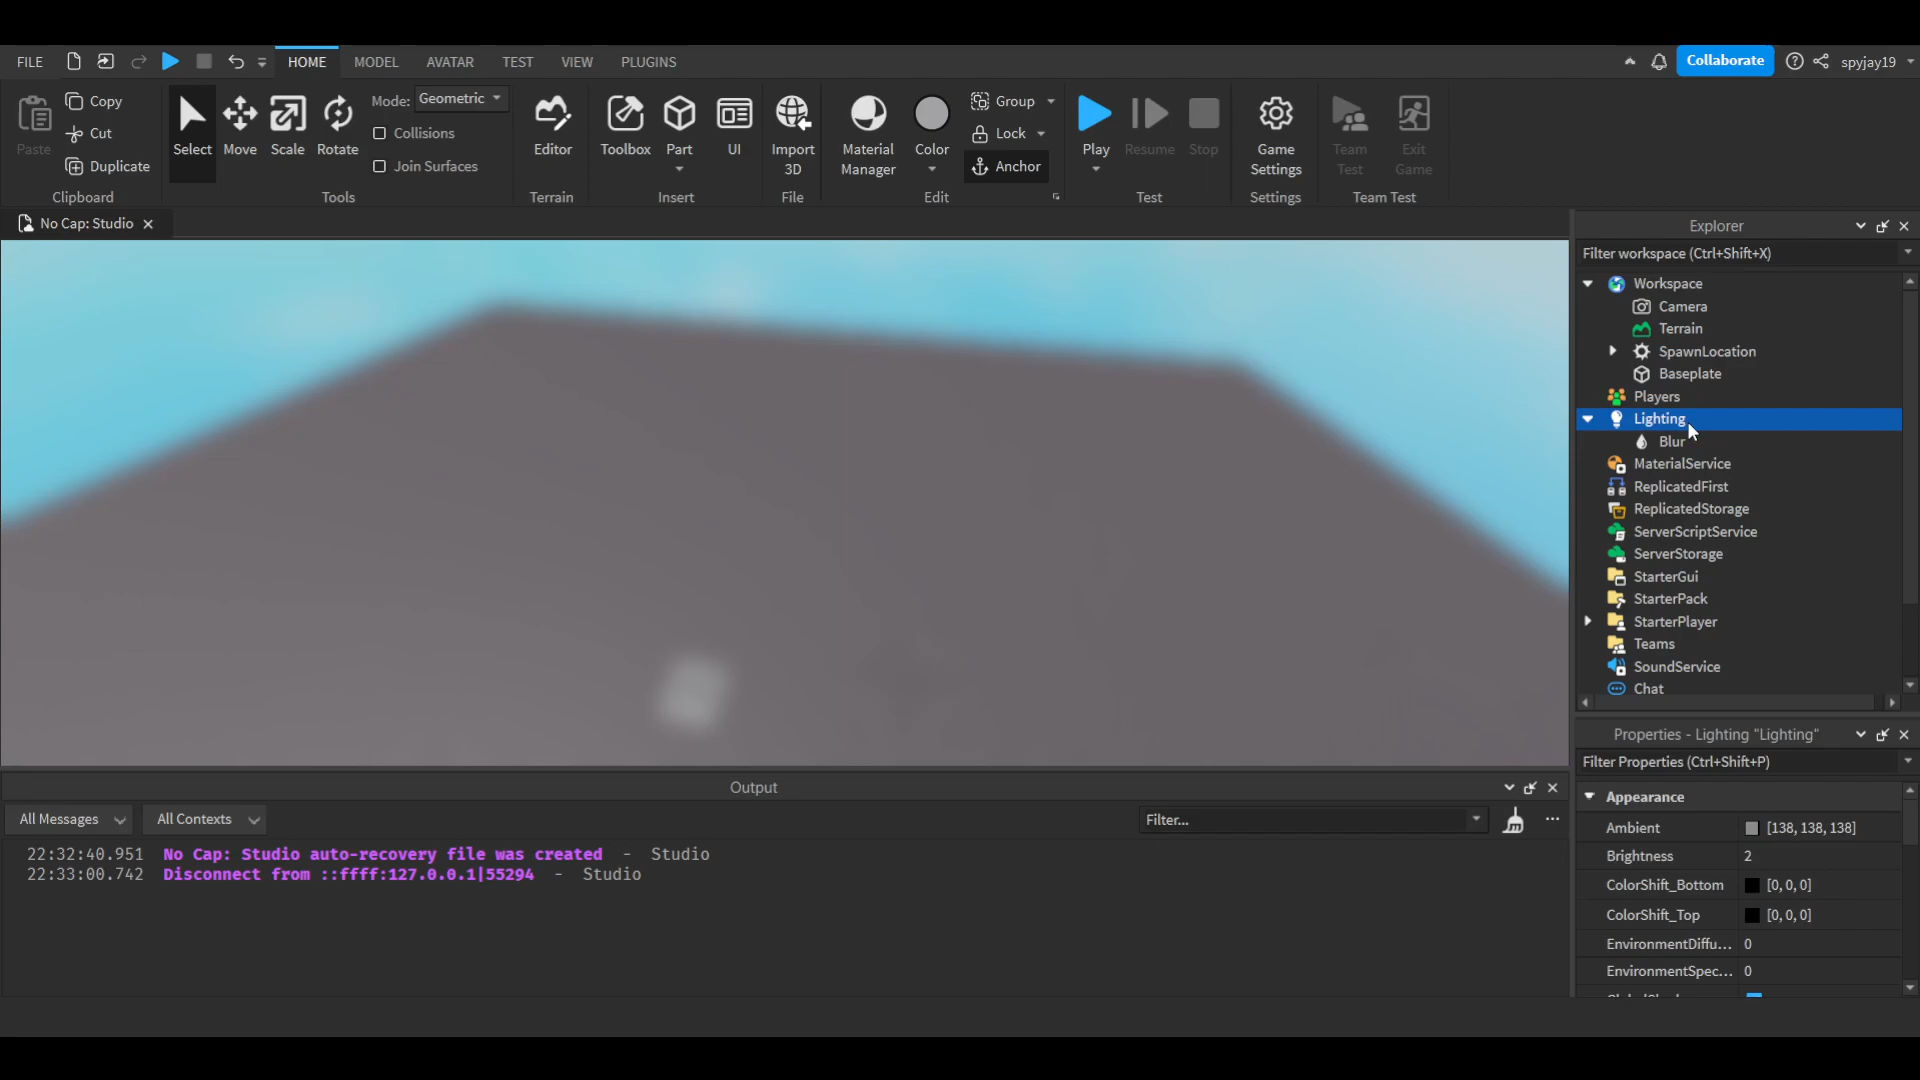 FILE HOME MODEL AVATAR TEST VIEW PLUGINS Collaborate spyjay19
Paste Copy Cut Duplicate
Clipboard
Select Move Scale Rotate
Mode: Geometric
Collisions
Join Surfaces
Tools
Editor
Terrain
Toolbox Part UI
Insert
Import 3D
File
Material Manager
Color
Group
Lock
Anchor
Edit
Play Resume Stop
Test
Game Settings
Settings
Team Test
Exit Game
Team Test
No Cap: Studio
Explorer
Filter workspace (Ctrl+Shift+X)
Workspace
Camera
Terrain
SpawnLocation
Baseplate
Players
Lighting
Blur
MaterialService
ReplicatedFirst
ReplicatedStorage
ServerScriptService
ServerStorage
StarterGui
StarterPack
StarterPlayer
Teams
SoundService
Chat
Properties - Lighting "Lighting"
Filter Properties (Ctrl+Shift+P)
Appearance
Ambient [138, 138, 138]
Brightness 2
ColorShift_Bottom [0, 0, 0]
ColorShift_Top [0, 0, 0]
EnvironmentDiffu... 0
EnvironmentSpec... 0
Output
All Messages All Contexts Filter...
22:32:40.951 No Cap: Studio auto-recovery file was created - Studio
22:33:00.742 Disconnect from ::ffff:127.0.0.1|55294 - Studio